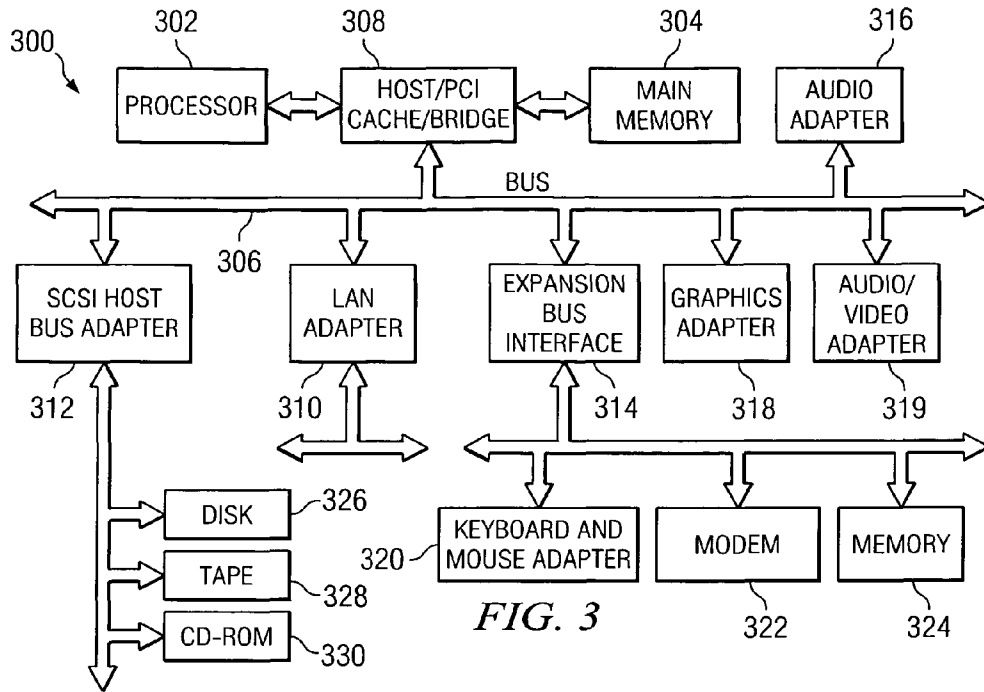 300
302
308
304
316
PROCESSOR
HOST/PCI
CACHE/BRIDGE
MAIN
MEMORY
AUDIO
ADAPTER
BUS
306
SCSI HOST
BUS ADAPTER
LAN
ADAPTER
EXPANSION
BUS
INTERFACE
GRAPHICS
ADAPTER
AUDIO/
VIDEO
ADAPTER
312
310
314
318
319
DISK
326
TAPE
328
CD-ROM
330
320
KEYBOARD AND
MOUSE ADAPTER
MODEM
MEMORY
322
324
FIG. 3